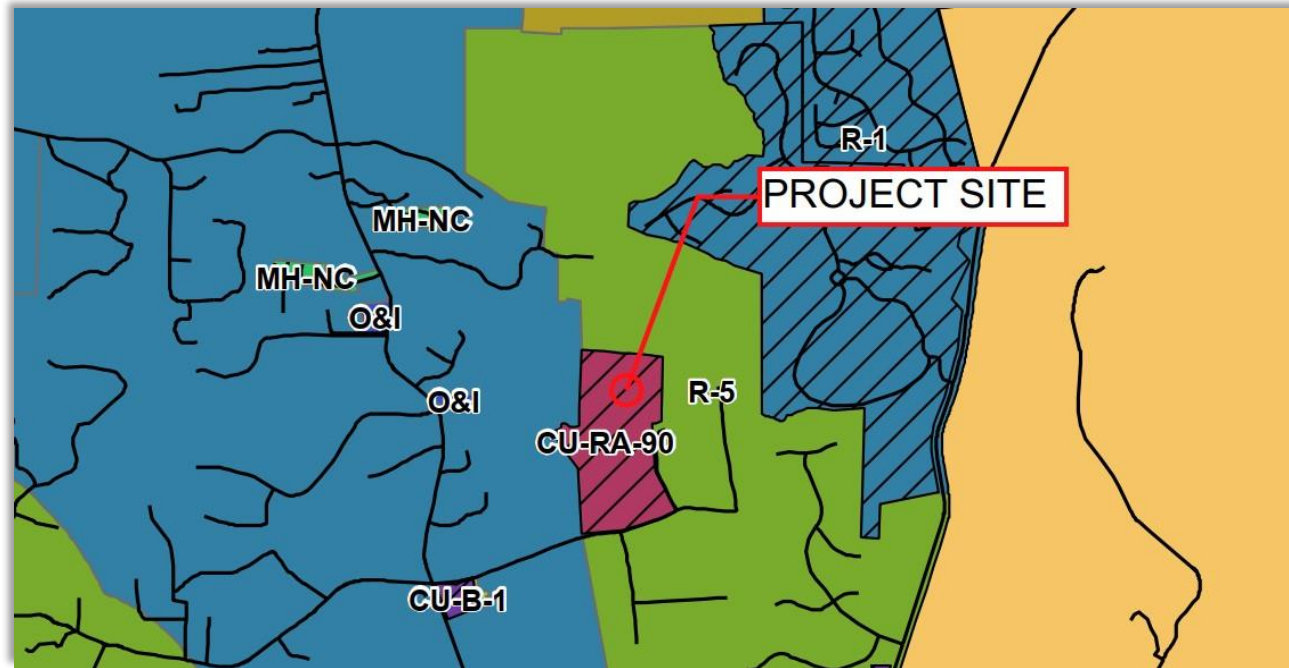 R-1
PROJECT SITE
MH-NC
MH-NC
O&I
O&I
R-5
CU-RA-90
CU-B-1